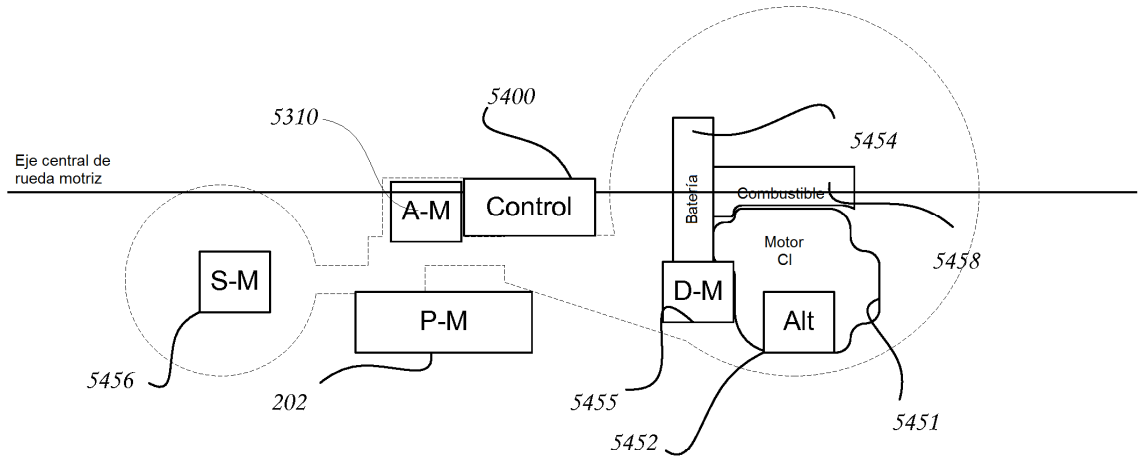 5400
5310
5454
Eje central de
rueda motriz
A-M
Control
Batería
Combustible
Motor
CI
5458
S-M
D-M
P-M
Alt
5456
202
5455
5452
5451